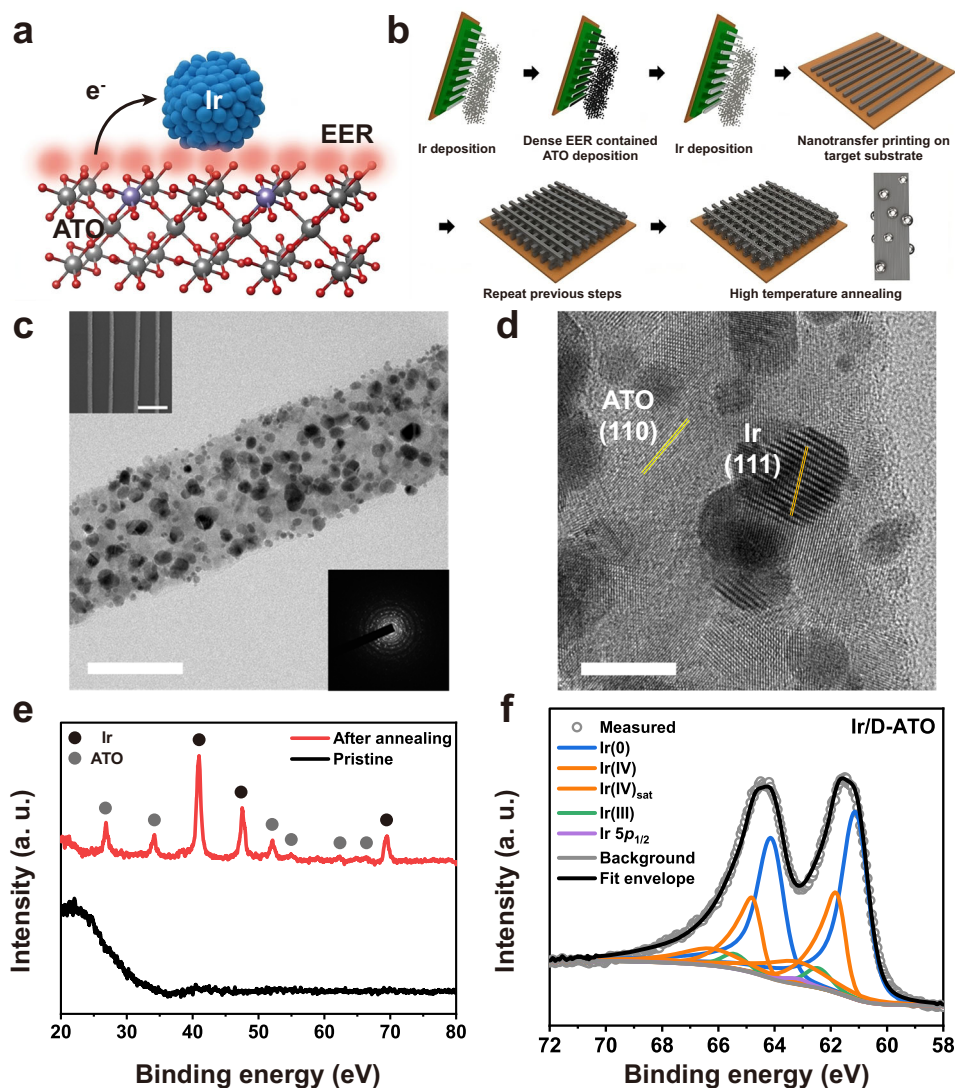 a
e-
Ir
EER
ATO
b
Ir deposition
Dense EER contained
ATO deposition
Ir deposition
Nanotransfer printing on
target substrate
Repeat previous steps
High temperature annealing
c
d
ATO
(110)
Ir
(111)
e
Ir
ATO
After annealing
Pristine
Intensity (a. u.)
20 30 40 50 60 70 80
Binding energy (eV)
f
Measured
Ir(0)
Ir(IV)
Ir(IV)sat
Ir(III)
Ir 5p1/2
Background
Fit envelope
Ir/D-ATO
Intensity (a. u.)
72 70 68 66 64 62 60 58
Binding energy (eV)